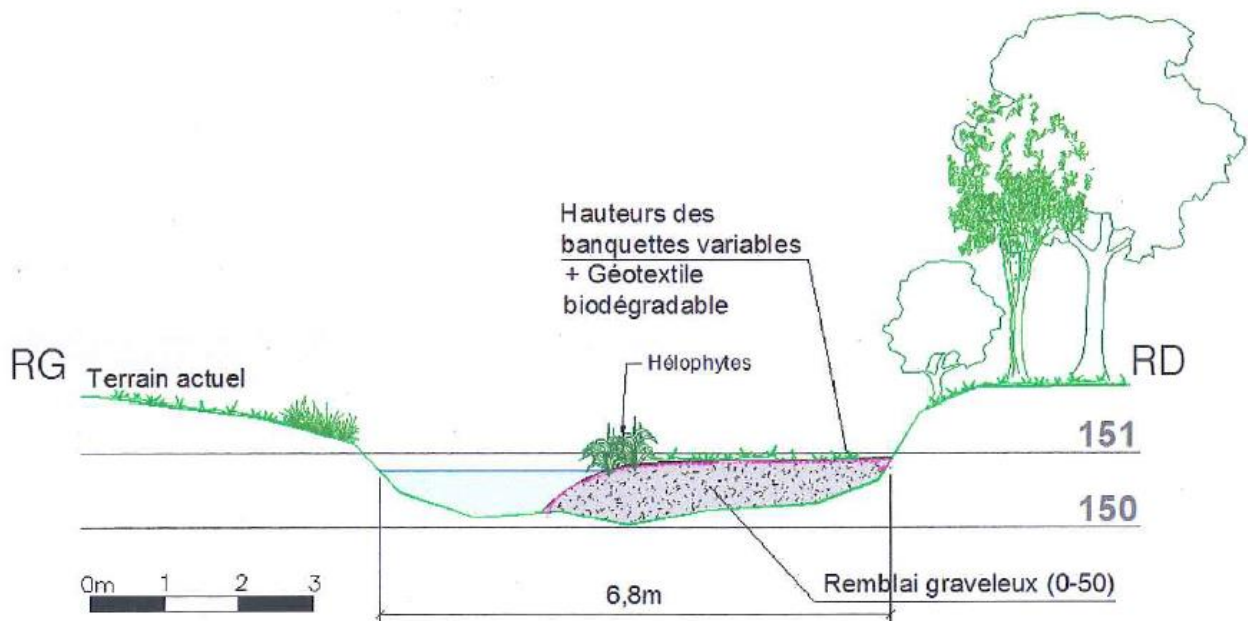 Hauteurs des
banquettes variables
+ Géotextile
biodégradable
Hélophytes
RG
Terrain actuel
RD
151
150
0m 1 2 3
6,8m
Remblai graveleux (0-50)